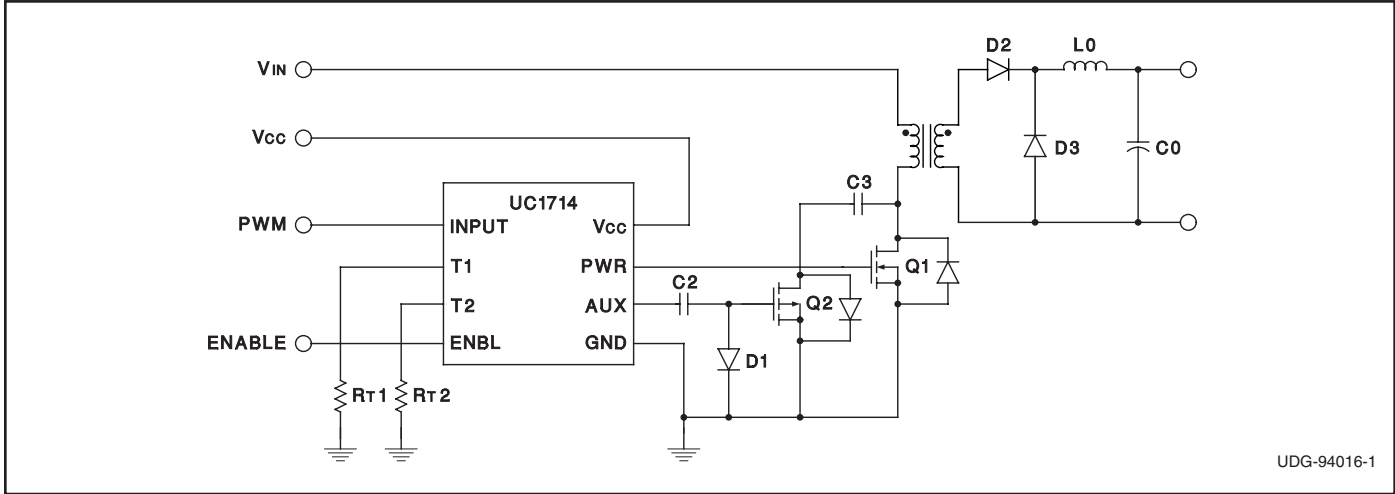 D2
L0
VIN
VCC
D3
C0
C3
UC1714
PWM
INPUT
VCC
T1
PWR
Q1
C2
T2
AUX
Q2
ENABLE
ENBL
GND
D1
RT1
RT2
UDG-94016-1